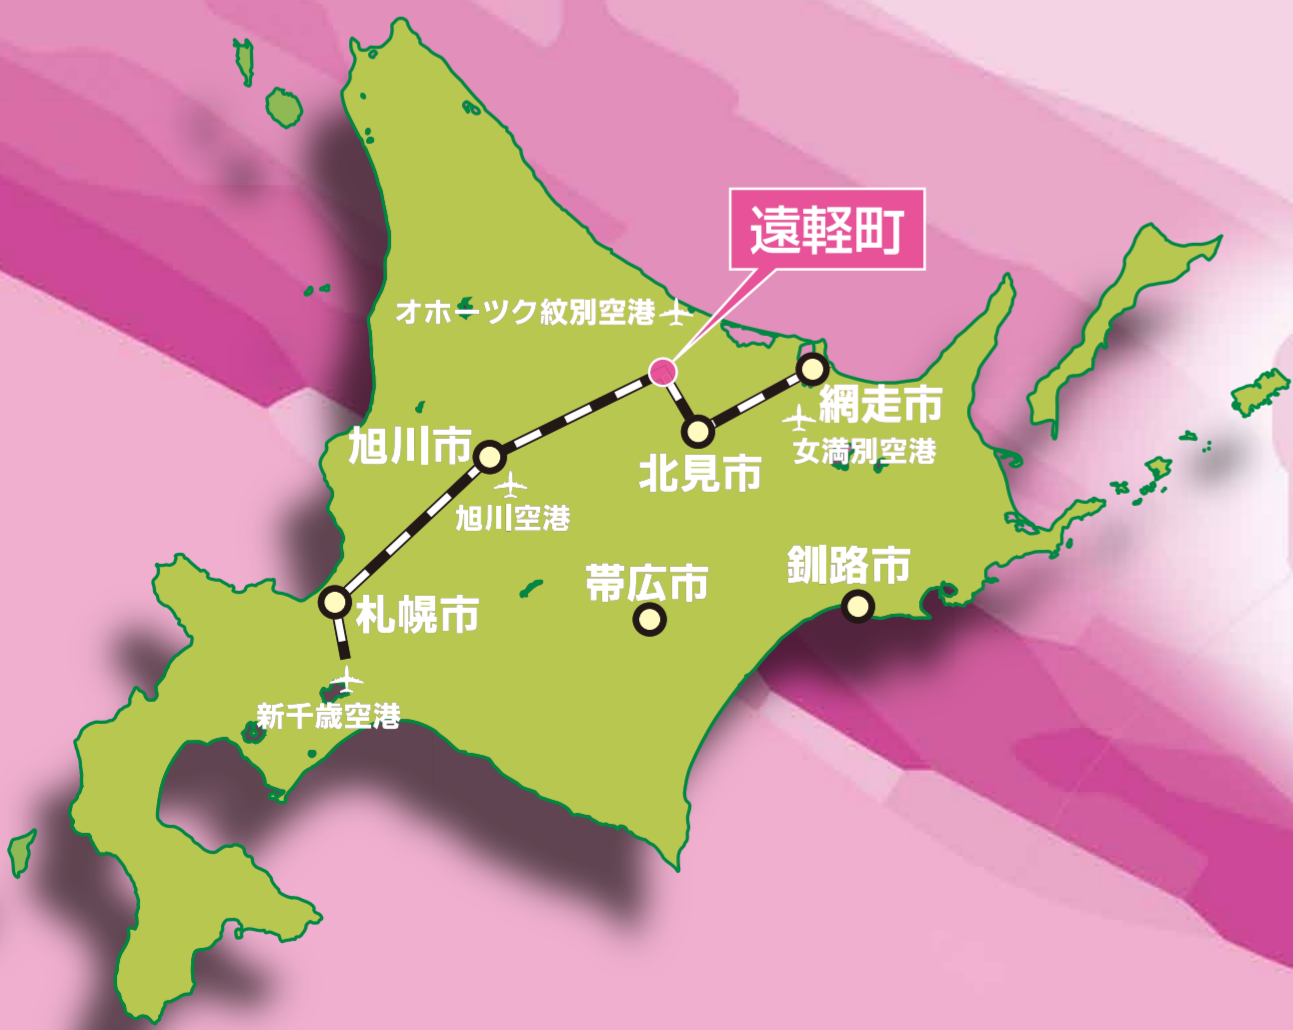 遠軽町
オホーツク紋別空港
網走市
女満別空港
旭川市
北見市
旭川空港
釧路市
帯広市
札幌市
新千歳空港